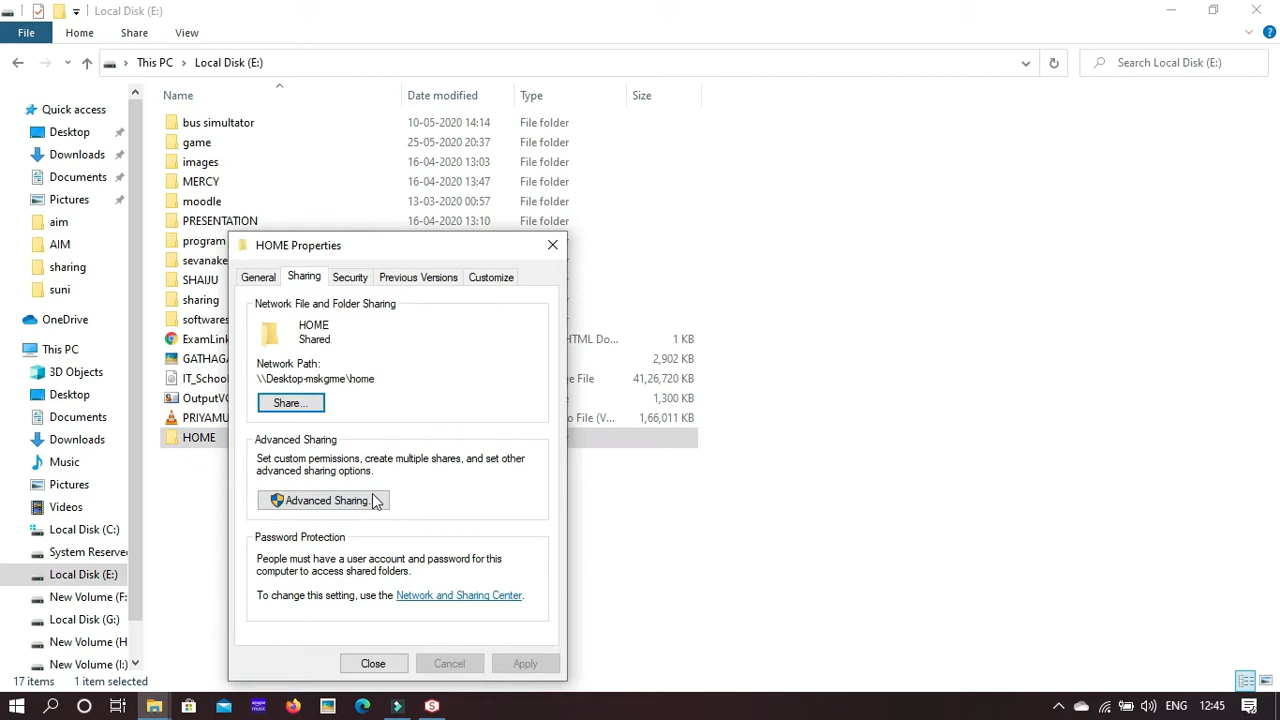 Local Disk (E:)
File Home Share View
This PC Local Disk (E:) Search Local Disk (E:)
Name Date modified Type Size
Quick access
Desktop
Downloads
Documents
Pictures
aim
AIM
sharing
suni
OneDrive
This PC
3D Objects
Desktop
Documents
Downloads
Music
Pictures
Videos
Local Disk (C:)
System Reserve
Local Disk (E:)
New Volume (F:
Local Disk (G:)
New Volume (H
New Volume (I:)
bus simultator 10-05-2020 14:14 File folder
game 25-05-2020 20:37 File folder
images 16-04-2020 13:03 File folder
MERCY 16-04-2020 13:47 File folder
moodle 13-03-2020 00:57 File folder
PRESENTATION 16-04-2020 13:10 File folder
program
sevanake
SHAIJU
sharing
softwares
ExamLink HTML Do... 1 KB
GATHAGA 2,902 KB
IT_School e File 41,26,720 KB
OutputVC 1,300 KB
PRIYAMU o File (V... 1,66,011 KB
HOME
HOME Properties
General Sharing Security Previous Versions Customize
Network File and Folder Sharing
HOME
Shared
Network Path:
\\Desktop-mskgrme\home
Share...
Advanced Sharing
Set custom permissions, create multiple shares, and set other
advanced sharing options.
Advanced Sharing..
Password Protection
People must have a user account and password for this
computer to access shared folders.
To change this setting, use the Network and Sharing Center.
Close Cancel Apply
17 items 1 item selected
amazon
music
ENG 12:45